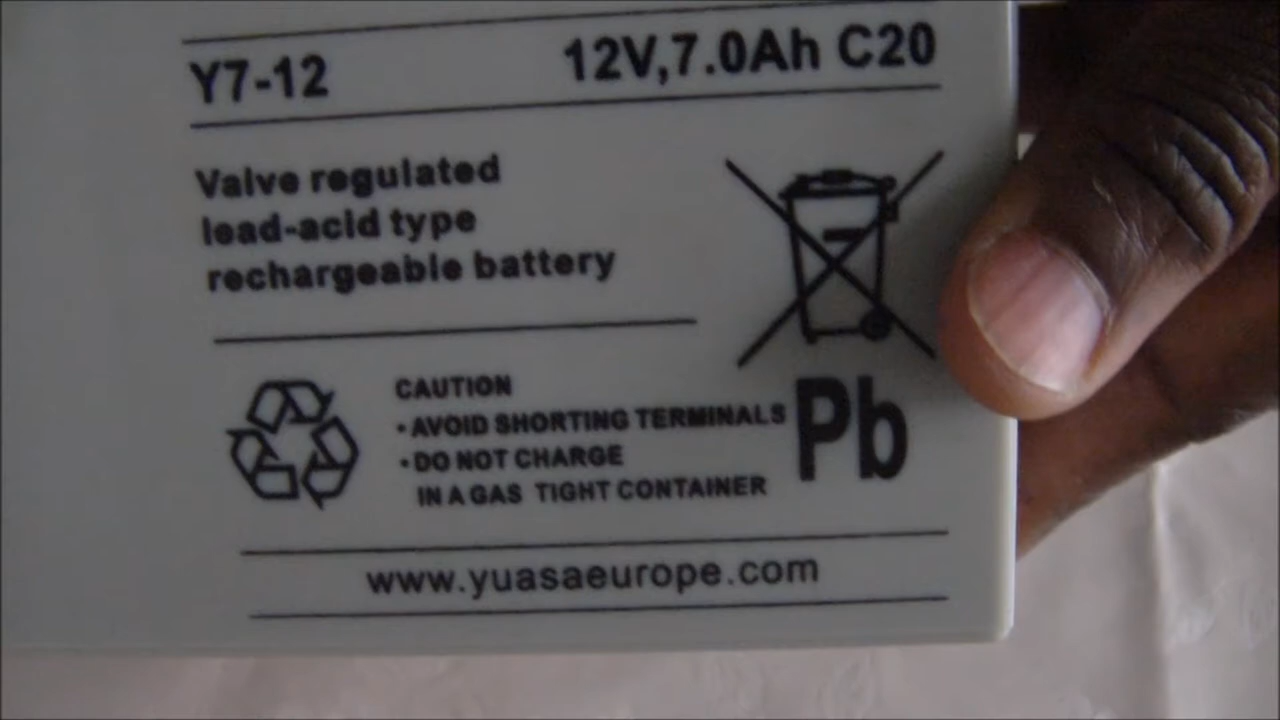 Y7-12 12V,7.0Ah C20
Valve regulated
lead-acid type
rechargeable battery
CAUTION
• AVOID SHORTING TERMINALS
• DO NOT CHARGE
IN A GAS TIGHT CONTAINER
Pb
www.yuasaeurope.com